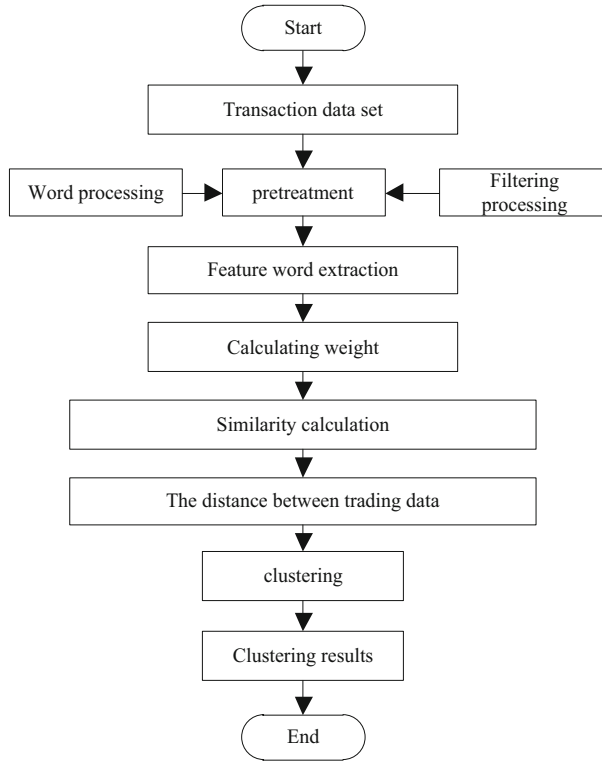 Start
Transaction data set
Word processing
pretreatment
Filtering
processing
Feature word extraction
Calculating weight
Similarity calculation
The distance between trading data
clustering
Clustering results
End